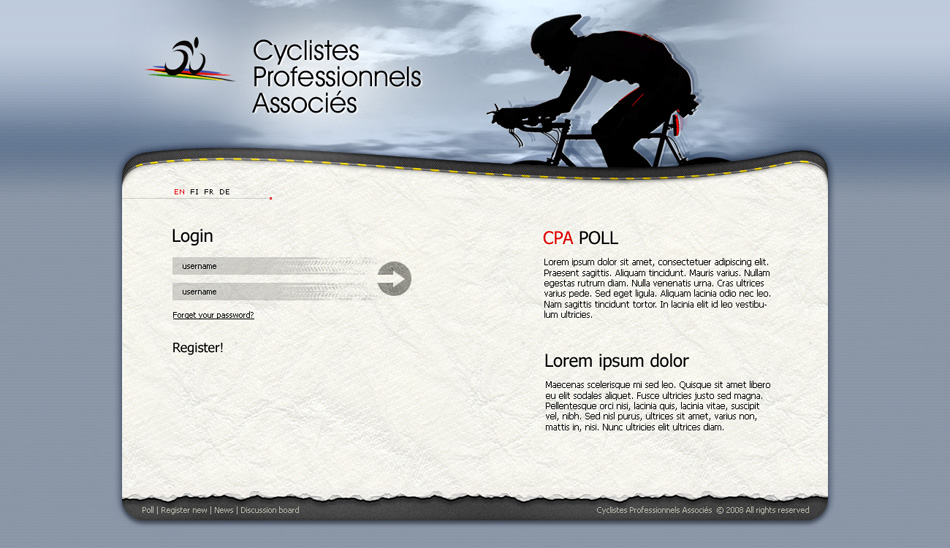 Cyclistes
Professionnels
Associés
EN FI FR DE
Login
username
username
Forget your password?
Register!
CPA POLL
Lorem ipsum dolor sit amet, consectetuer adipiscing elit.
Praesent sagittis. Aliquam tincidunt. Mauris varius. Nullam
egestas rutrum diam. Nulla venenatis urna. Cras ultrices
varius pede. Sed eget ligula. Aliquam lacinia odio nec leo.
Nam sagittis tincidunt tortor. In lacinia elit id leo vestibu-
lum ultricies.
Lorem ipsum dolor
Maecenas scelerisque mi sed leo. Quisque sit amet libero
eu elit sodales aliquet. Fusce ultricies justo sed magna.
Pellentesque orci nisi, lacinia quis, lacinia vitae, suscipit
vel, nibh. Sed nisl purus, ultrices sit amet, varius non,
mattis in, nisi. Nunc ultricies elit ultrices diam.
Poll | Register new | News | Discussion board
Cyclistes Professionnels Associés © 2008 All rights reserved